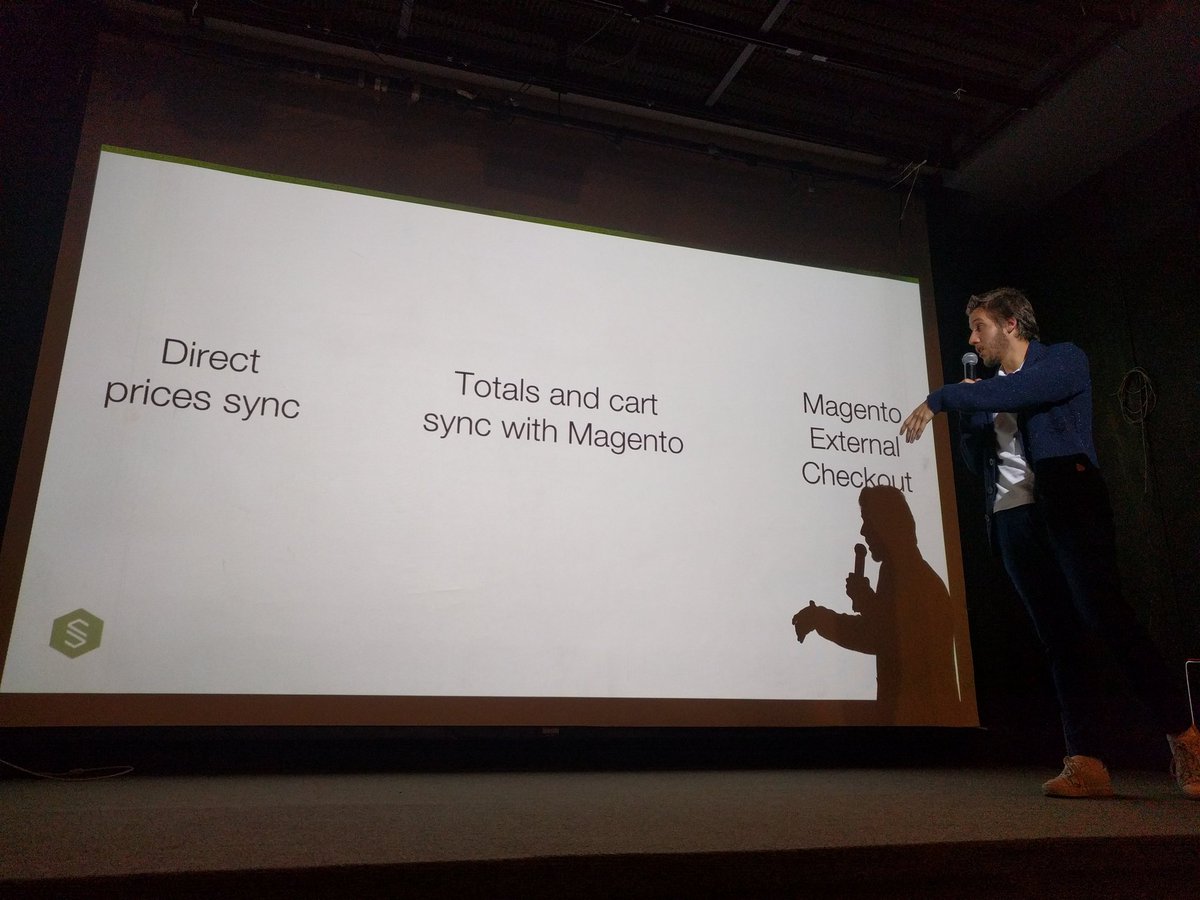 Direct
prices sync
Totals and cart
sync with Magento
Magento
External
Checkout
S